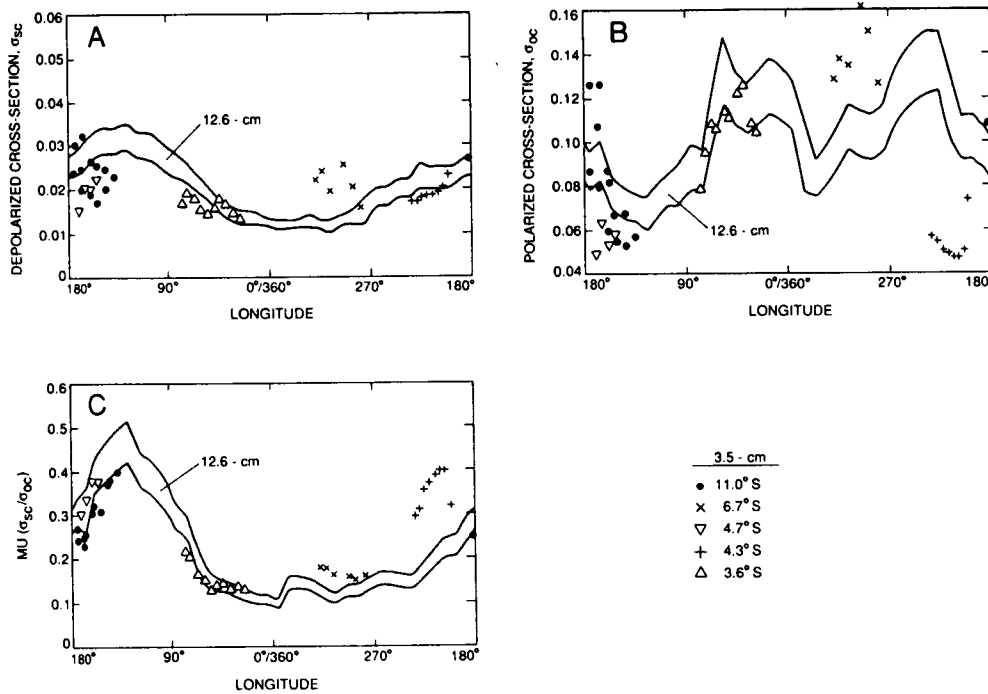 A
DEPOLARIZED CROSS-SECTION, σSC
0.06
0.05
0.04
0.03
0.02
0.01
0
12.6 - cm
180° 90° 0°/360° 270° 180°
LONGITUDE
B
POLARIZED CROSS-SECTION, σOC
0.16
0.14
0.12
0.10
0.08
0.06
0.04
12.6 - cm
180° 90° 0°/360° 270° 180°
LONGITUDE
C
MU (σSC/σOC)
0.6
0.5
0.4
0.3
0.2
0.1
0
12.6 - cm
180° 90° 0°/360° 270° 180°
LONGITUDE
3.5 - cm
11.0° S
6.7° S
4.7° S
4.3° S
3.6° S